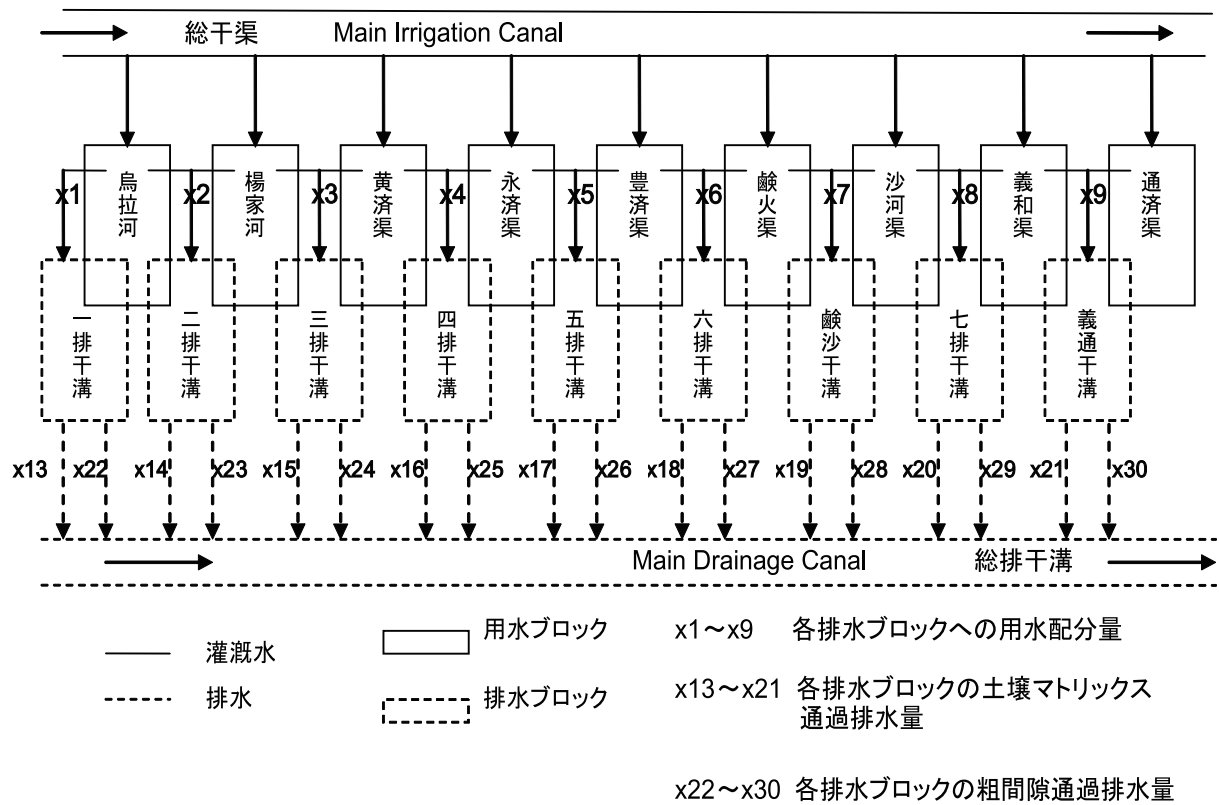 総干渠 Main Irrigation Canal
x1
烏拉河
x2
楊家河
x3
黄済渠
x4
永済渠
x5
豊済渠
x6
鹸火渠
x7
沙河渠
x8
義和渠
x9
通済渠
一排干溝
二排干溝
三排干溝
四排干溝
五排干溝
六排干溝
鹸沙干溝
七排干溝
義通干溝
x13 x22 x14 x23 x15 x24 x16 x25 x17 x26 x18 x27 x19 x28 x20 x29 x21 x30
Main Drainage Canal 総排干溝
灌漑水
排水
用水ブロック
排水ブロック
x1～x9 各排水ブロックへの用水配分量
x13～x21 各排水ブロックの土壌マトリックス
通過排水量
x22～x30 各排水ブロックの粗間隙通過排水量